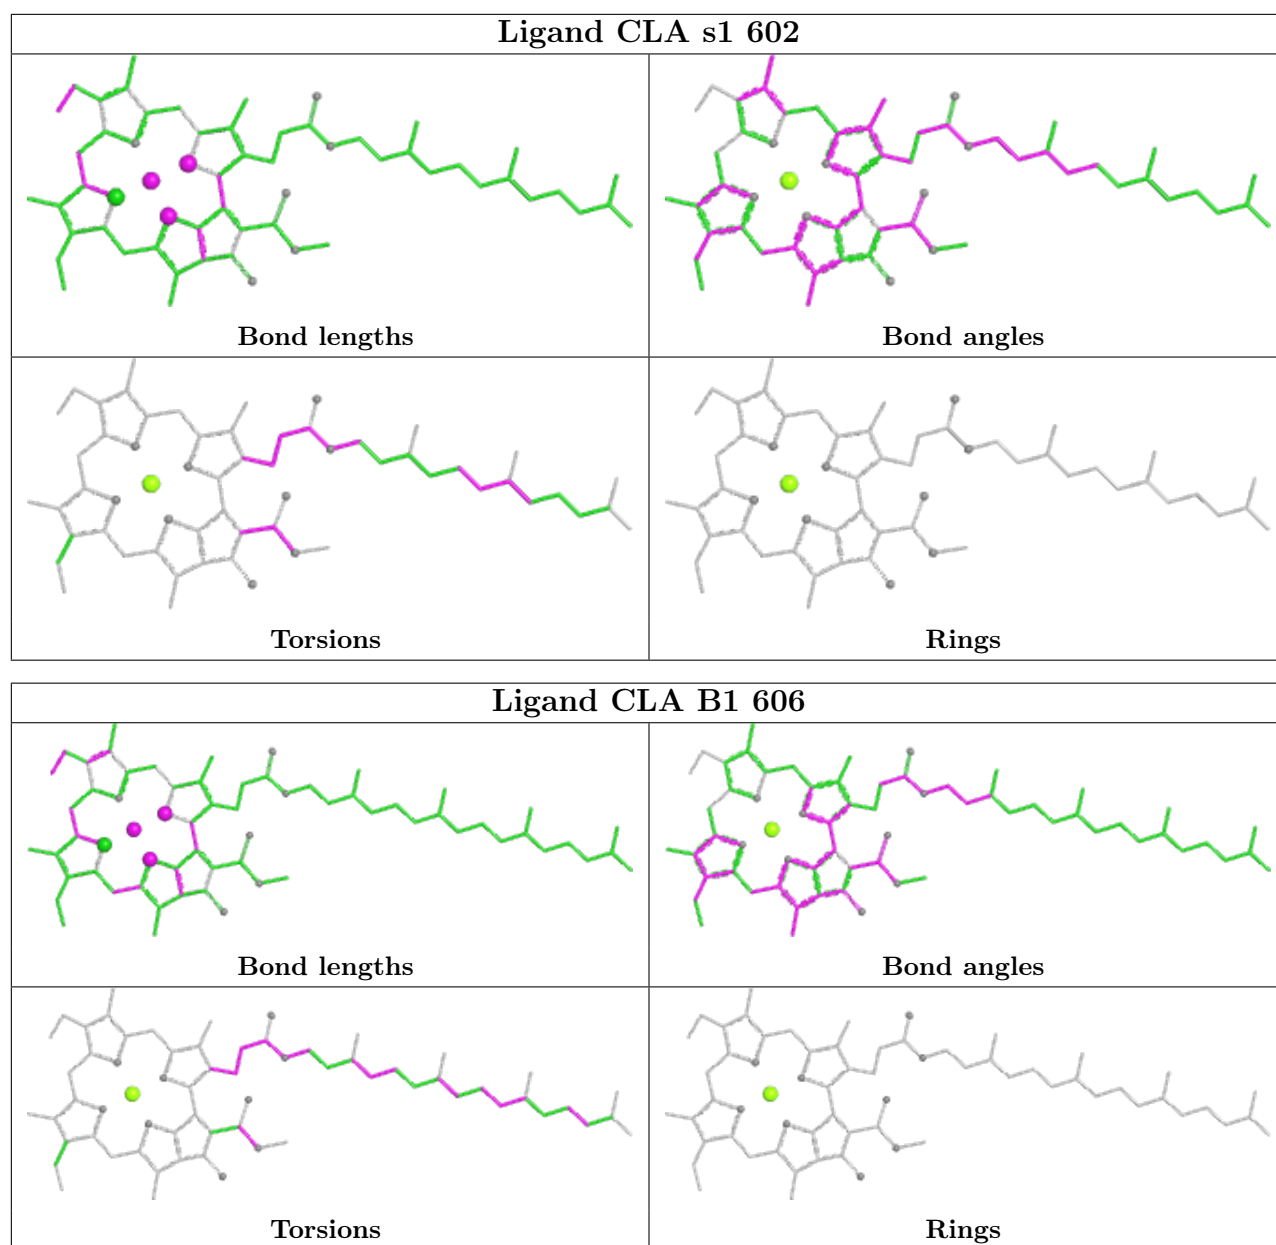 Ligand CLA s1 602
Bond lengths
Bond angles
Torsions
Rings
Ligand CLA B1 606
Bond lengths
Bond angles
Torsions
Rings